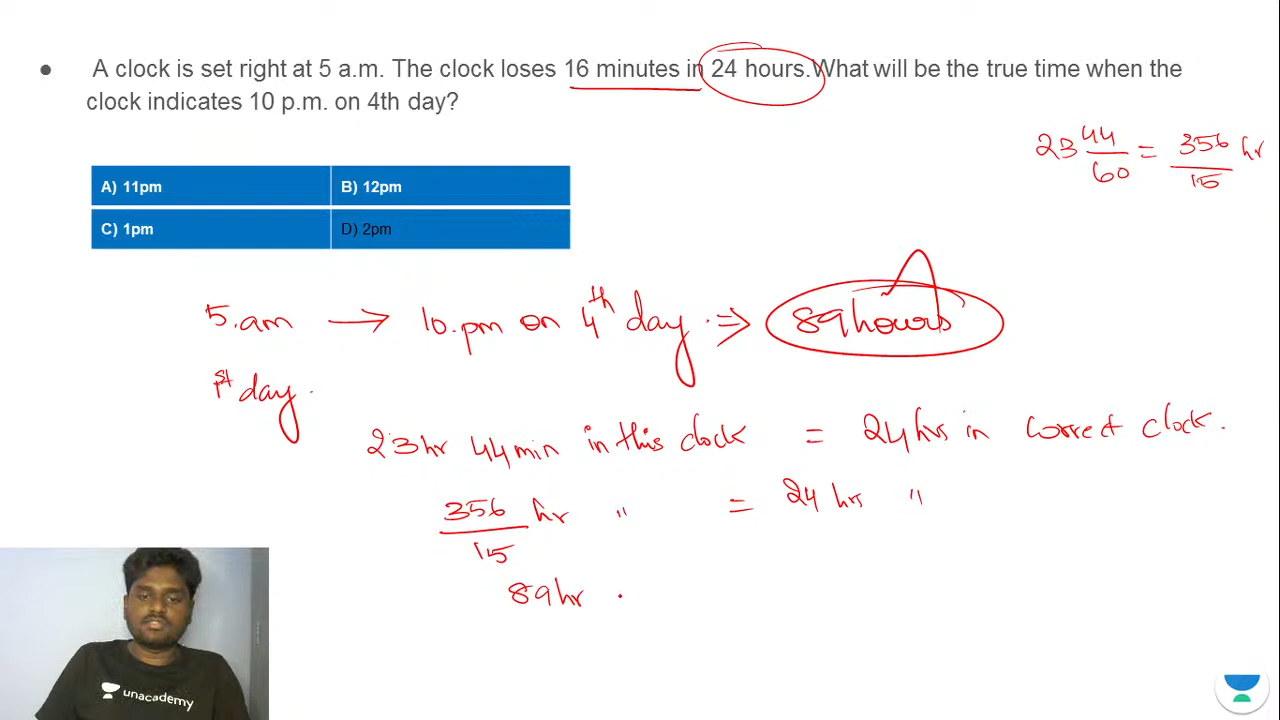 ● A clock is set right at 5 a.m. The clock loses 16 minutes in 24 hours.What will be the true time when the
clock indicates 10 p.m. on 4th day?
23 44/60 = 356/15 hr
A) 11pm B) 12pm
C) 1pm D) 2pm
5.am → 10.pm on 4th day ⇒ 89 hours
1st day.
23hr 44min in this clock = 24hrs in correct clock.
356/15 hr " = 24 hrs "
89hr
unacademy